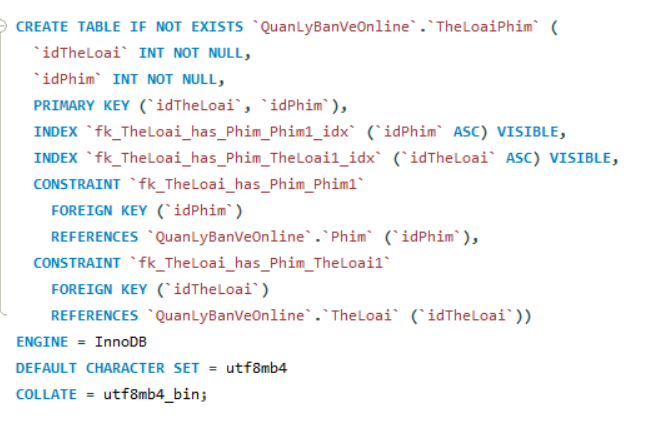 CREATE TABLE IF NOT EXISTS `QuanLyBanVeOnline`.`TheLoaiPhim` (
`idTheLoai` INT NOT NULL,
`idPhim` INT NOT NULL,
PRIMARY KEY (`idTheLoai`, `idPhim`),
INDEX `fk_TheLoai_has_Phim_Phim1_idx` (`idPhim` ASC) VISIBLE,
INDEX `fk_TheLoai_has_Phim_TheLoai1_idx` (`idTheLoai` ASC) VISIBLE,
CONSTRAINT `fk_TheLoai_has_Phim_Phim1`
FOREIGN KEY (`idPhim`)
REFERENCES `QuanLyBanVeOnline`.`Phim` (`idPhim`),
CONSTRAINT `fk_TheLoai_has_Phim_TheLoai1`
FOREIGN KEY (`idTheLoai`)
REFERENCES `QuanLyBanVeOnline`.`TheLoai` (`idTheLoai`))
ENGINE = InnoDB
DEFAULT CHARACTER SET = utf8mb4
COLLATE = utf8mb4_bin;